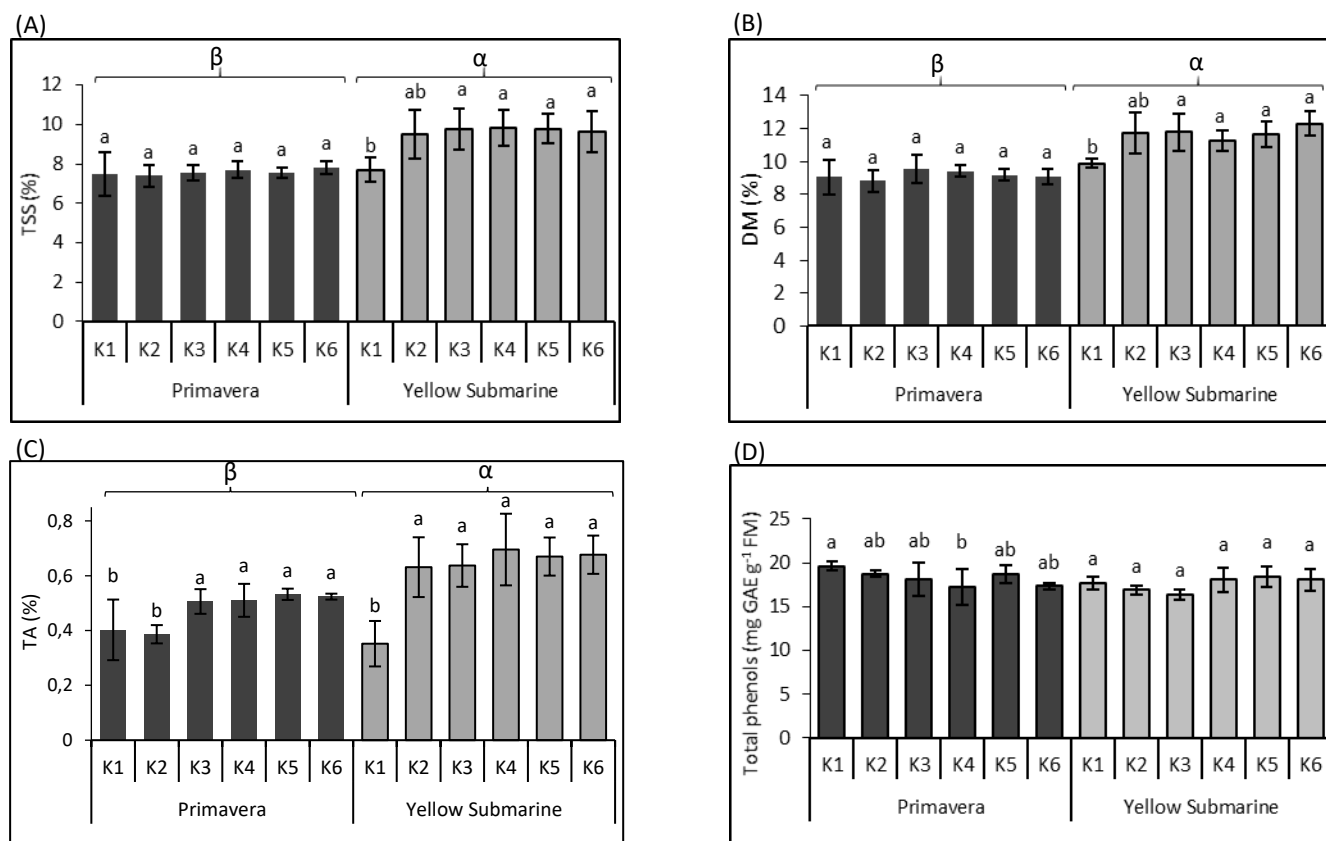 (A)
β α
TSS (%)
12
10
8
6
4
2
0
a a a a a a b ab a a a a
K1 K2 K3 K4 K5 K6 K1 K2 K3 K4 K5 K6
Primavera Yellow Submarine
(B)
β α
DM (%)
14
12
10
8
6
4
2
0
a a a a a a b ab a a a a
K1 K2 K3 K4 K5 K6 K1 K2 K3 K4 K5 K6
Primavera Yellow Submarine
(C)
β α
TA (%)
0,8
0,6
0,4
0,2
0
b b a a a a b a a a a a
K1 K2 K3 K4 K5 K6 K1 K2 K3 K4 K5 K6
Primavera Yellow Submarine
(D)
Total phenols (mg GAE g⁻¹ FM)
25
20
15
10
5
0
a ab ab b ab ab a a a a a a
K1 K2 K3 K4 K5 K6 K1 K2 K3 K4 K5 K6
Primavera Yellow Submarine